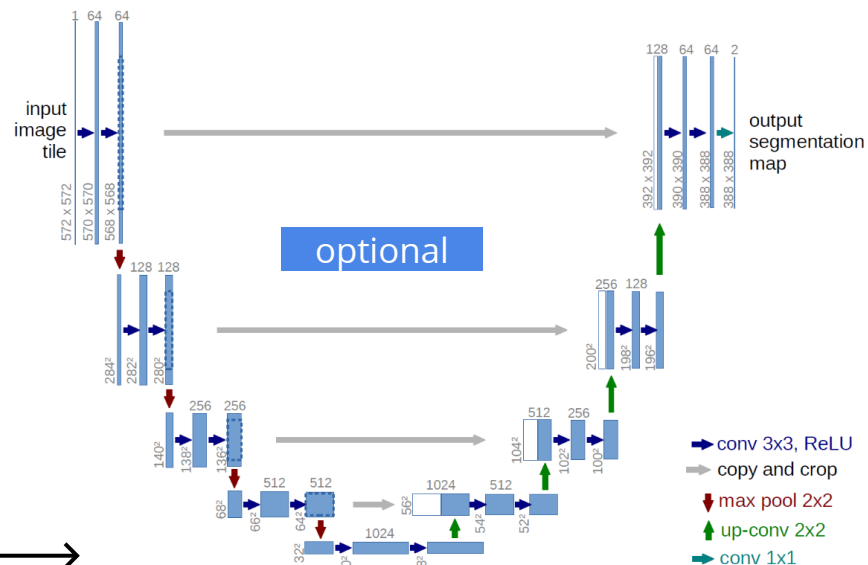 1 64 64
128 64 64 2
input
image
tile
output
segmentation
map
572 x 572
570 x 570
568 x 568
392 x 392
390 x 390
388 x 388
388 x 388
optional
128 128
256 128
284²
282²
280²
200²
198²
196²
256 256
512 256
140²
138²
136²
104²
102²
100²
conv 3x3, ReLU
copy and crop
max pool 2x2
up-conv 2x2
conv 1x1
512 512
1024 512
68²
66²
64²
56²
54²
52²
1024
32²